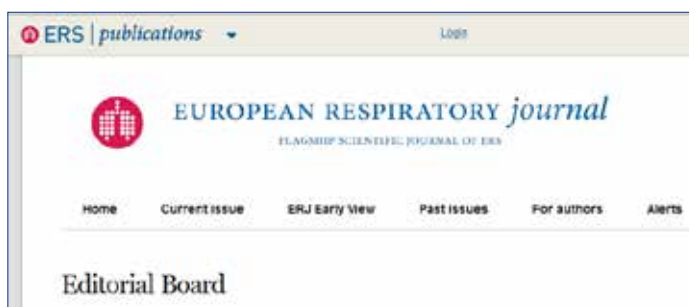 ERS | publications Login
EUROPEAN RESPIRATORY journal
FLAGSHIP SCIENTIFIC JOURNAL OF ERS
Home Current issue ERJ Early View Past issues For authors Alerts
Editorial Board